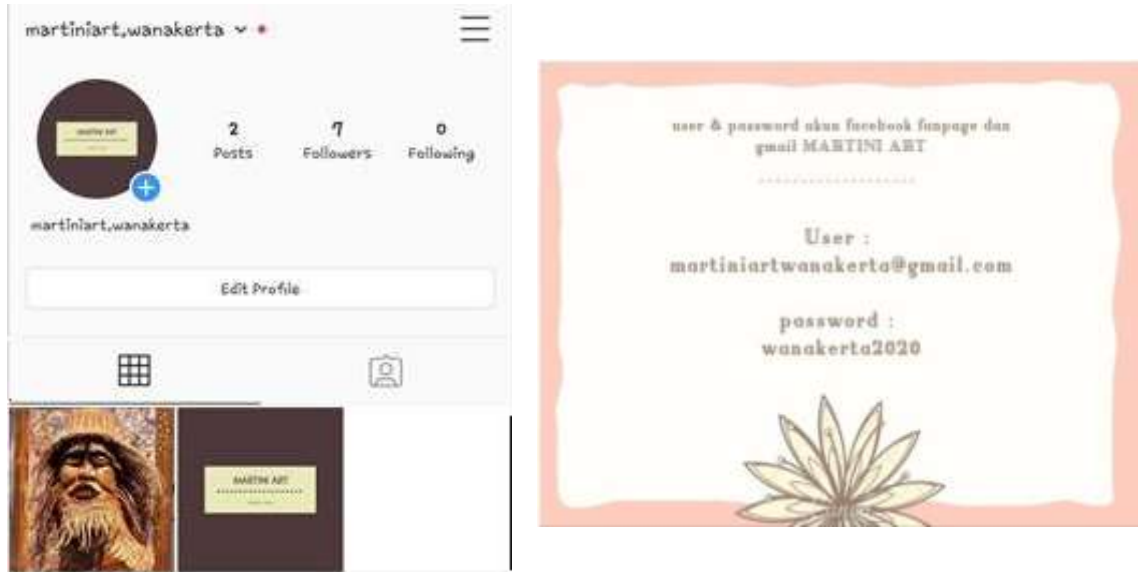 martiniart,wanakerta
2 7 0
Posts Followers Following
martiniart,wanakerta
Edit Profile
MARTINI ART
user & password akun facebook fanpage dan
gmail MARTINI ART
User :
martiniartwanakerta@gmail.com
password :
wanakerta2020